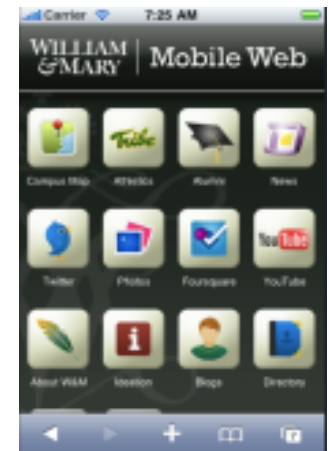 Carrier 7:25 AM
WILLIAM
&MARY | Mobile Web
Tribe
You Tube
Campus Map Athletics Alumni News
Twitter Photos Foursquare YouTube
i
About W&M Ideation Blogs Directory